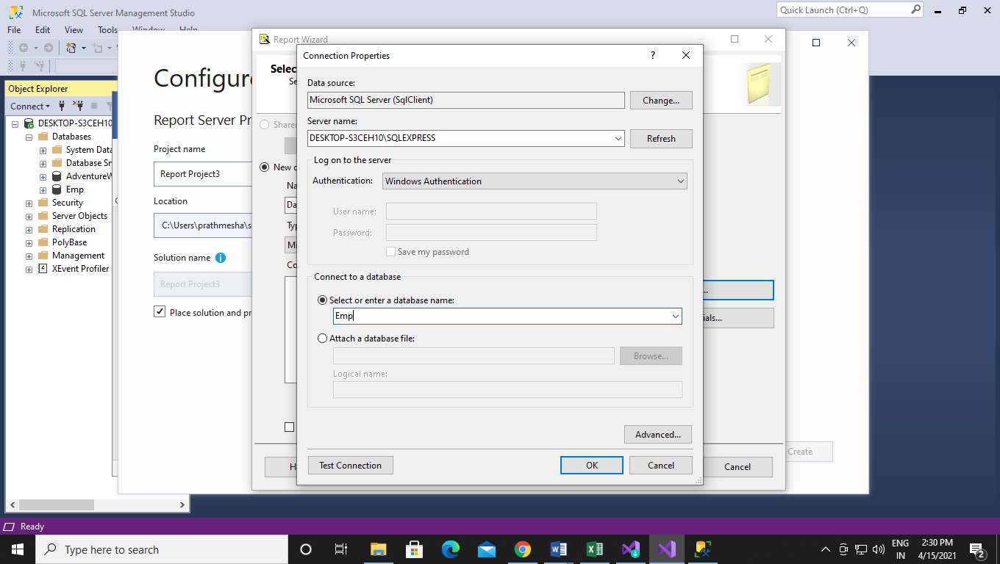 Microsoft SQL Server Management Studio
Quick Launch (Ctrl+Q)
File Edit View Tools Window Help
Report Wizard
Connection Properties
?
Configure
Object Explorer
Connect
DESKTOP-S3CEH10
Databases
System Data
Database Sn
AdventureW
Emp
Security
Server Objects
Replication
PolyBase
Management
XEvent Profiler
Report Server Pr
Project name
Report Project3
Location
C:\Users\prathmesha\s
Solution name
Report Project3
Place solution and pr
Create
Selec
Se
Shared
New d
Na
Da
Typ
Mi
Co
...
ials...
H
Cancel
Data source:
Microsoft SQL Server (SqlClient)
Change...
Server name:
DESKTOP-S3CEH10\SQLEXPRESS
Refresh
Log on to the server
Authentication: Windows Authentication
User name:
Password:
Save my password
Connect to a database
Select or enter a database name:
Emp
Attach a database file:
Browse...
Logical name:
Advanced...
Test Connection
OK
Cancel
Ready
Type here to search
ENG
IN
2:30 PM
4/15/2021
2